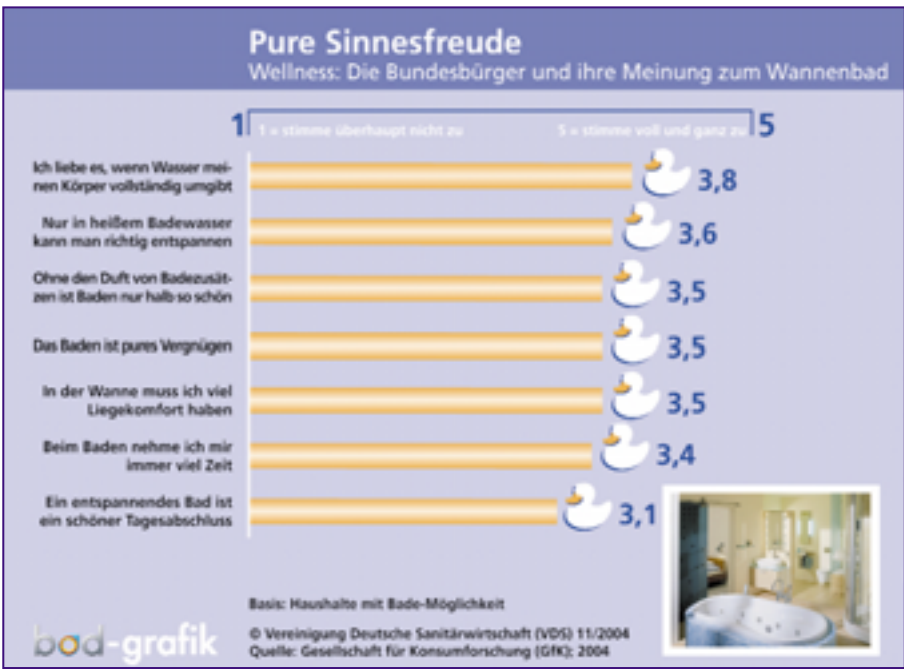 Pure Sinnesfreude
Wellness: Die Bundesbürger und ihre Meinung zum Wannenbad
1 1 = stimme überhaupt nicht zu 5 = stimme voll und ganz zu 5
Ich liebe es, wenn Wasser mei-
nen Körper vollständig umgibt
3,8
Nur in heißem Badewasser
kann man richtig entspannen
3,6
Ohne den Duft von Badezusät-
zen ist Baden nur halb so schön
3,5
Das Baden ist pures Vergnügen
3,5
In der Wanne muss ich viel
Liegekomfort haben
3,5
Beim Baden nehme ich mir
immer viel Zeit
3,4
Ein entspannendes Bad ist
ein schöner Tagesabschluss
3,1
Basis: Haushalte mit Bade-Möglichkeit
bad-grafik
© Vereinigung Deutsche Sanitärwirtschaft (VDS) 11/2004
Quelle: Gesellschaft für Konsumforschung (GfK); 2004